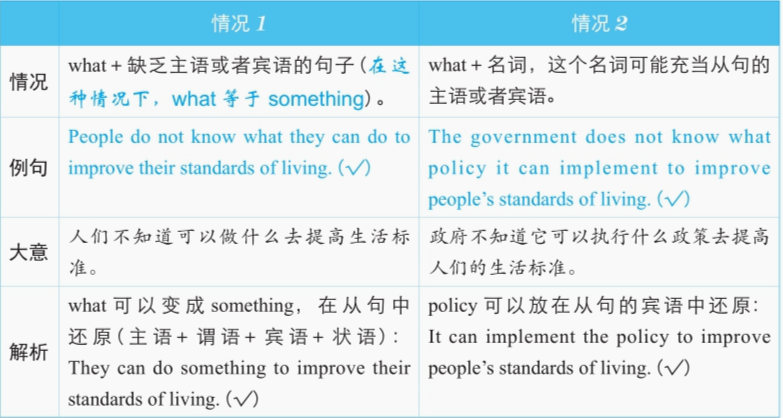 情况 1
情况 2
情况
what + 缺乏主语或者宾语的句子(在这
种情况下，what 等于 something)。
what + 名词，这个名词可能充当从句的
主语或者宾语。
例句
People do not know what they can do to
improve their standards of living. (✓)
The government does not know what
policy it can implement to improve
people's standards of living. (✓)
大意
人们不知道可以做什么去提高生活标
准。
政府不知道它可以执行什么政策去提高
人们的生活标准。
解析
what 可以变成 something，在从句中
还原(主语+ 谓语+ 宾语+ 状语)：
They can do something to improve their
standards of living. (✓)
policy 可以放在从句的宾语中还原：
It can implement the policy to improve
people's standards of living. (✓)